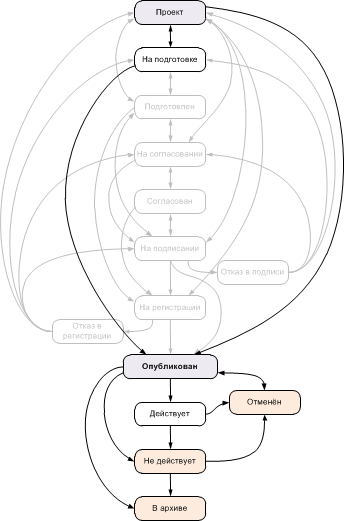 Проект
На подготовке
Подготовлен
На согласовании
Согласован
На подписании
Отказ в подписи
На регистрации
Отказ в
регистрации
Опубликован
Отменён
Действует
Не действует
В архиве